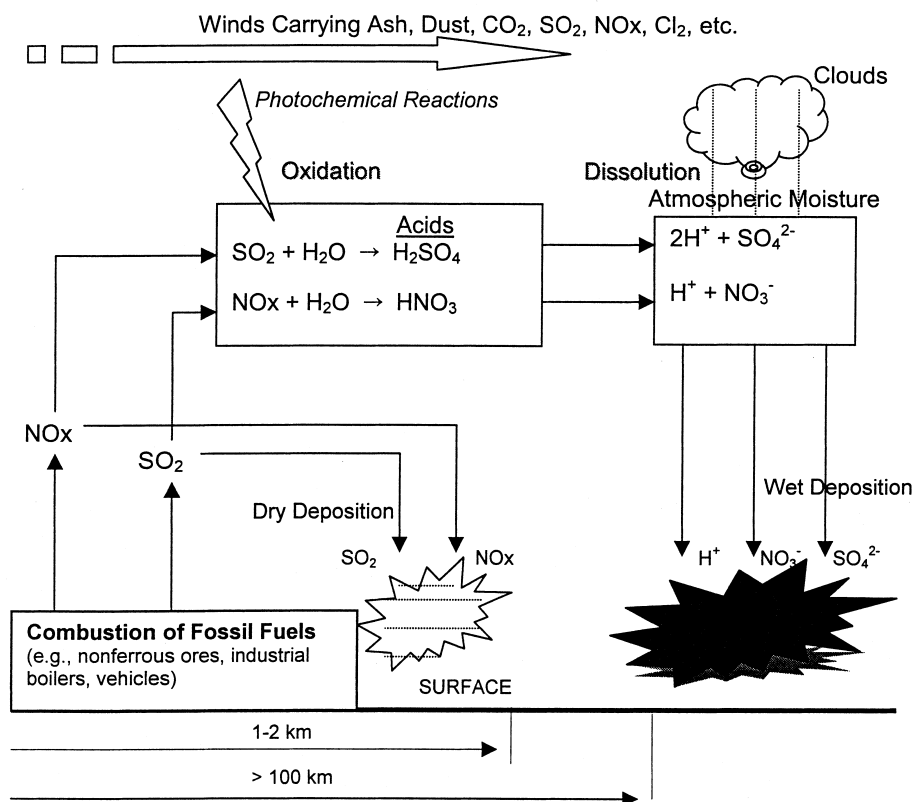 Winds Carrying Ash, Dust, CO₂, SO₂, NOx, Cl₂, etc.
Photochemical Reactions
Clouds
Oxidation
Dissolution
Atmospheric Moisture
Acids
SO₂ + H₂O → H₂SO₄
NOx + H₂O → HNO₃
2H⁺ + SO₄²⁻
H⁺ + NO₃⁻
NOx
SO₂
Dry Deposition
Wet Deposition
SO₂
NOx
H⁺
NO₃⁻
SO₄²⁻
Combustion of Fossil Fuels
(e.g., nonferrous ores, industrial
boilers, vehicles)
SURFACE
1-2 km
> 100 km